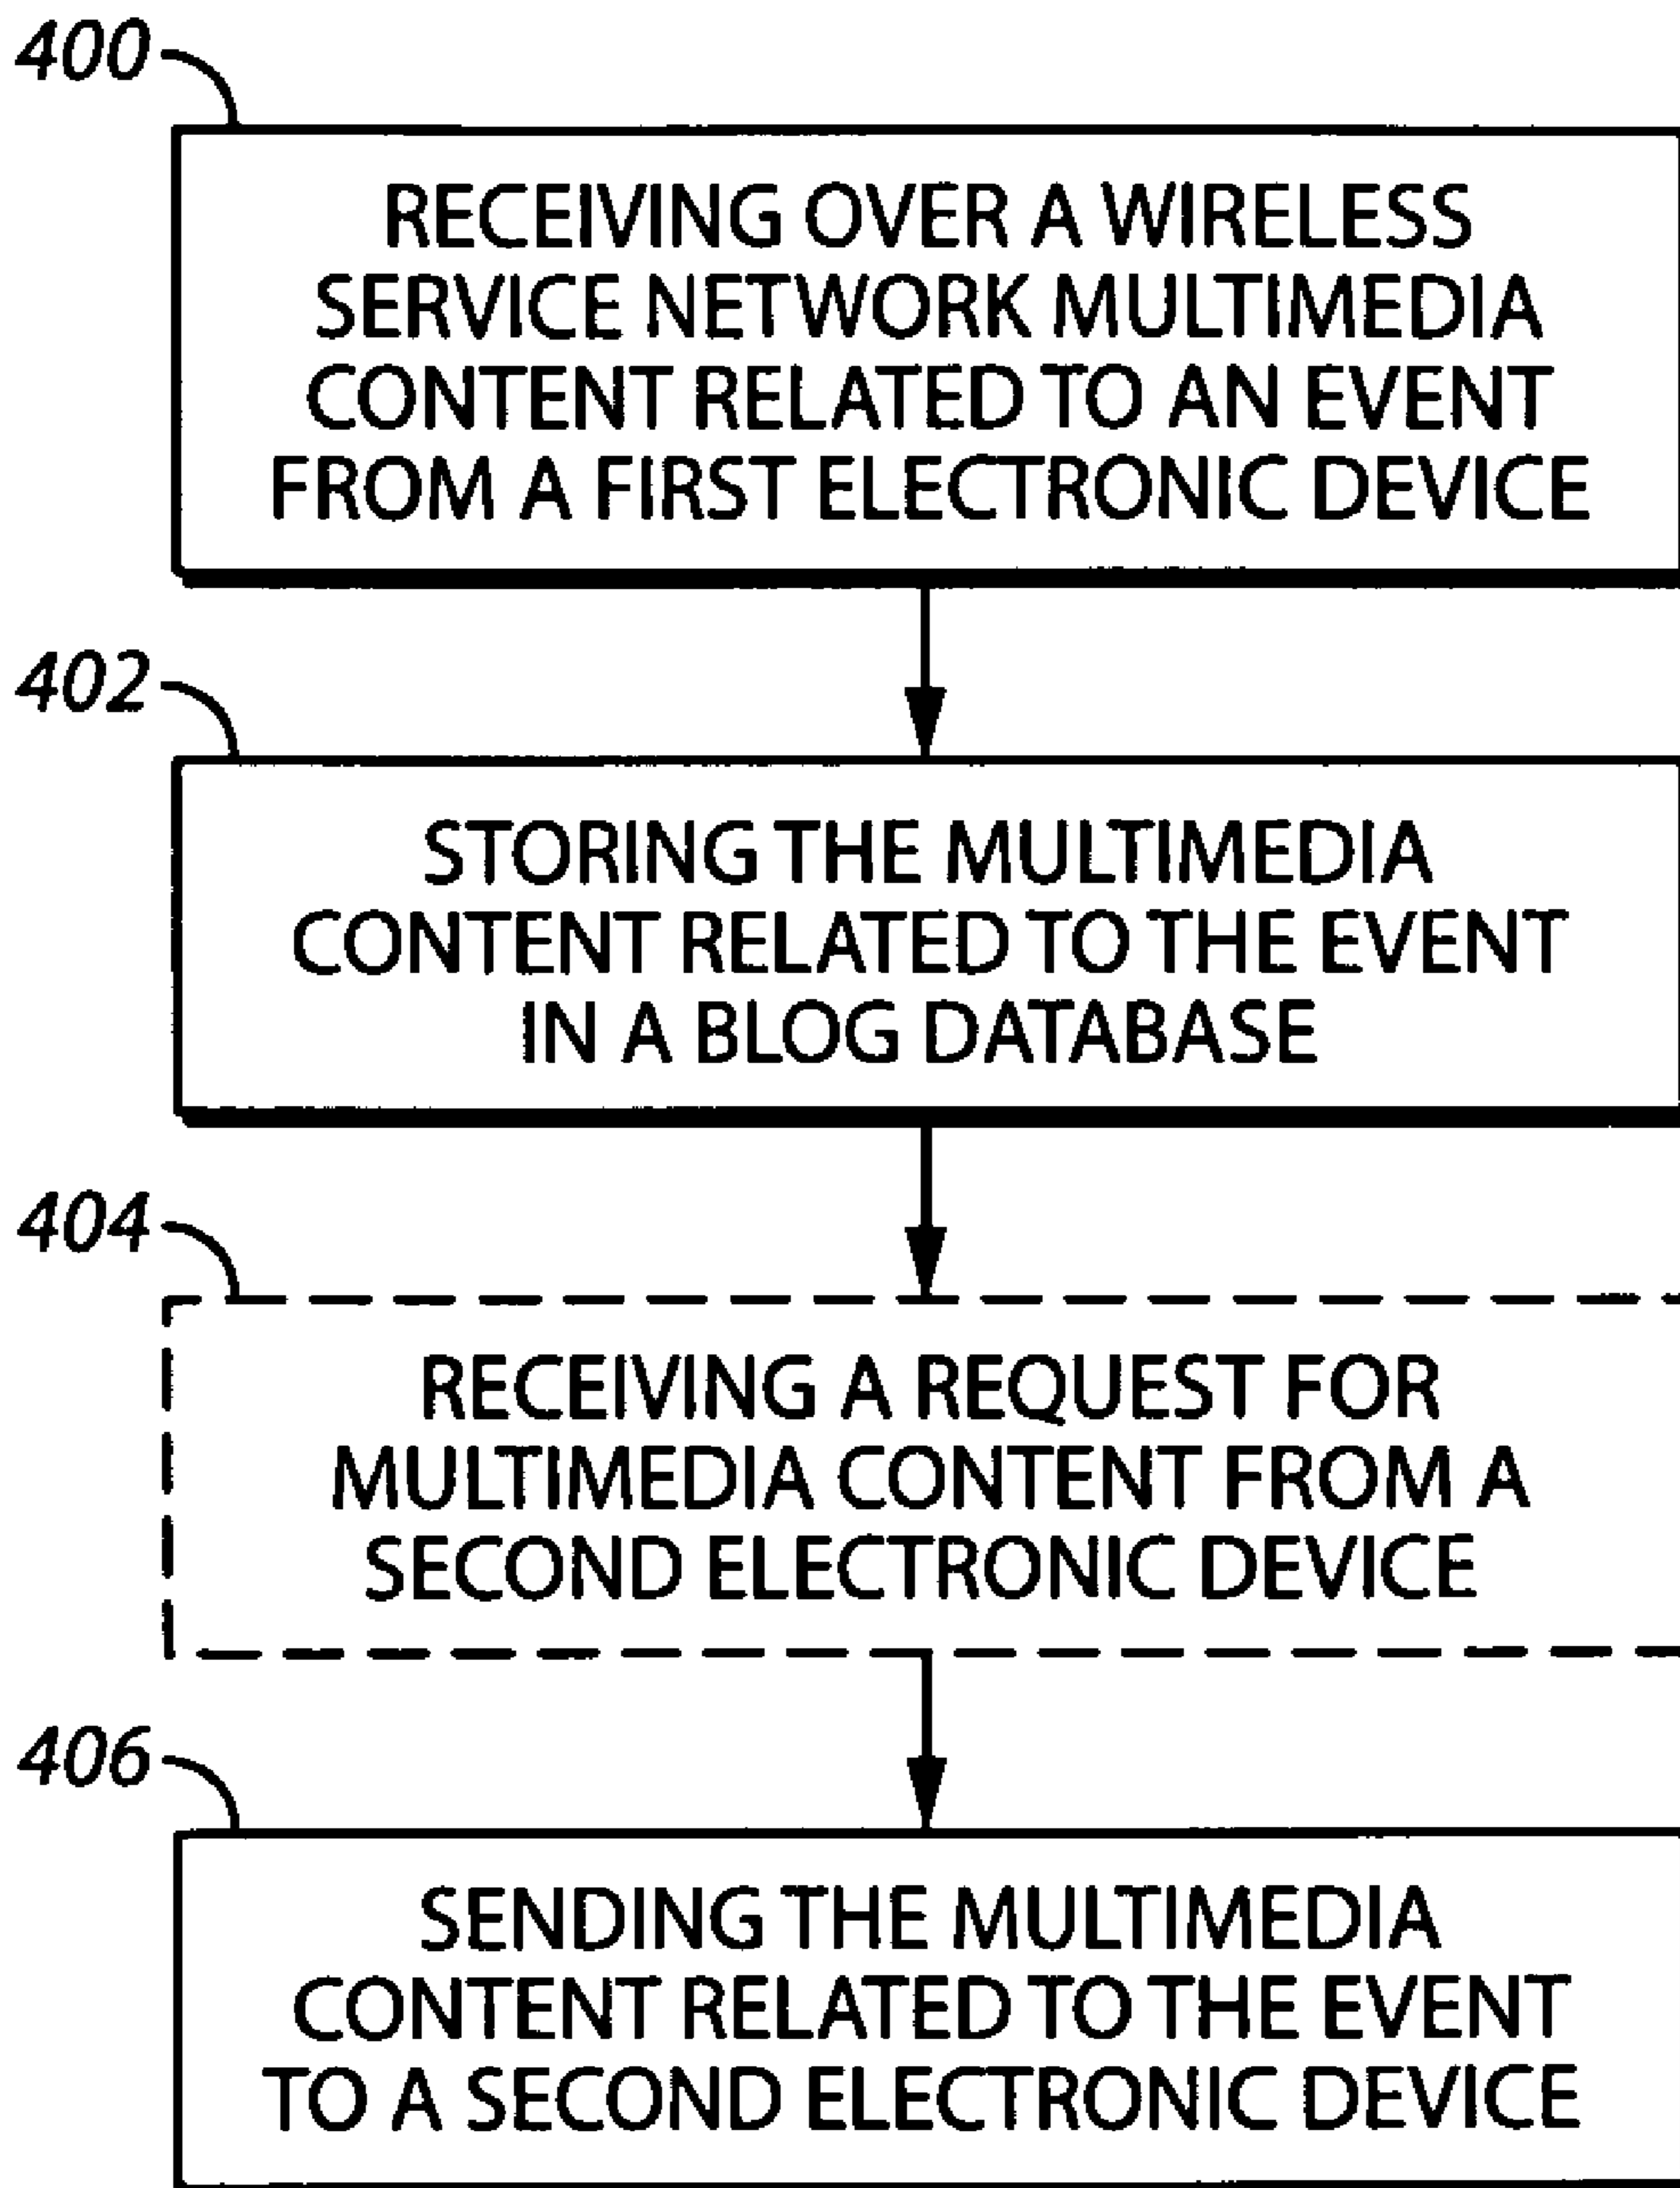 400
RECEIVING OVER A WIRELESS
SERVICE NETWORK MULTIMEDIA
CONTENT RELATED TO AN EVENT
FROM A FIRST ELECTRONIC DEVICE
402
STORING THE MULTIMEDIA
CONTENT RELATED TO THE EVENT
IN A BLOG DATABASE
404
RECEIVING A REQUEST FOR
MULTIMEDIA CONTENT FROM A
SECOND ELECTRONIC DEVICE
406
SENDING THE MULTIMEDIA
CONTENT RELATED TO THE EVENT
TO A SECOND ELECTRONIC DEVICE